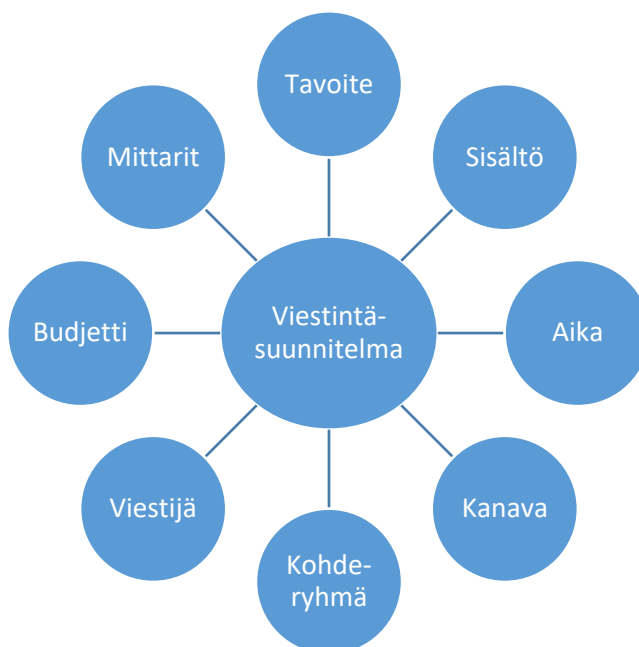 Tavoite
Sisältö
Aika
Kanava
Kohde-
ryhmä
Viestijä
Budjetti
Mittarit
Viestintä-
suunnitelma